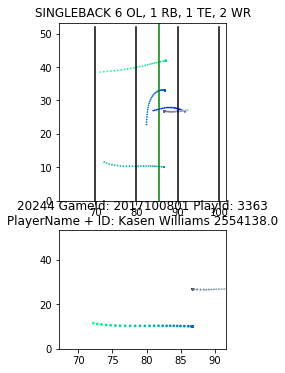 SINGLEBACK 6 OL, 1 RB, 1 TE, 2 WR
50
40
30
20
10
0
70 80 90 100
20244 GameId: 2017100801 PlayId: 3363
PlayerName + ID: Kasen Williams 2554138.0
40
20
0
70 75 80 85 90